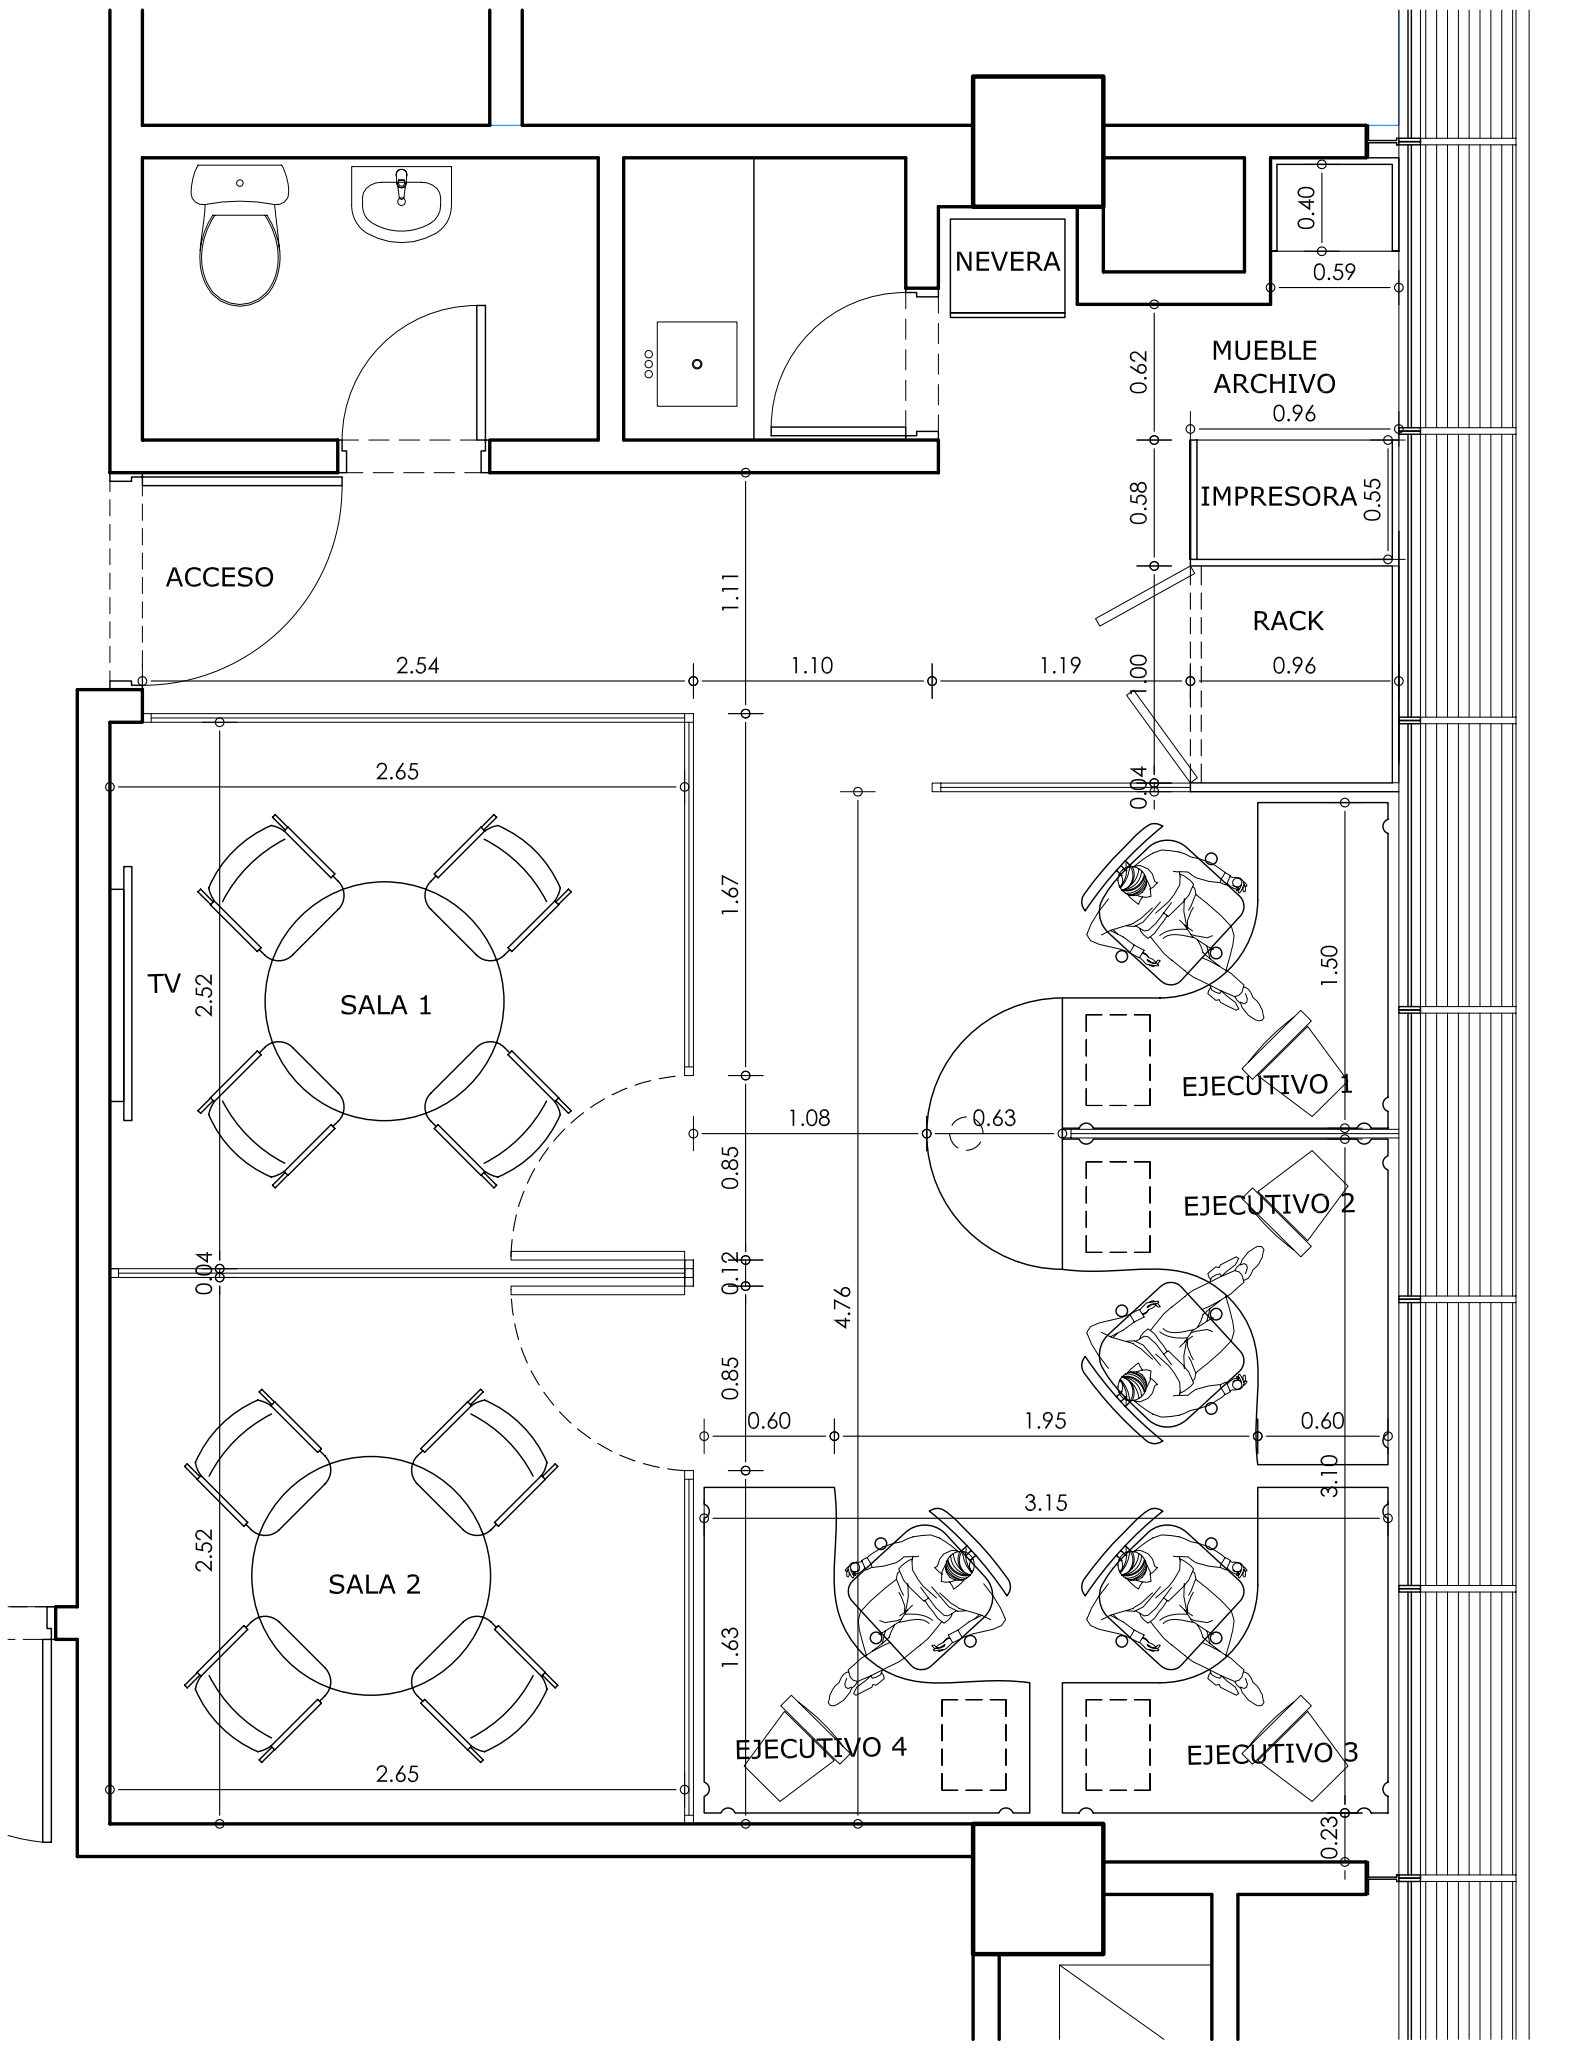 0.40
NEVERA
0.59
MUEBLE
ARCHIVO
0.62
0.96
IMPRESORA
0.55
0.58
ACCESO
1.11
RACK
2.54
1.10
1.19
1.00
0.96
2.65
0.04
1.67
1.50
TV
2.52
SALA 1
EJECUTIVO 1
1.08
0.63
0.85
EJECUTIVO 2
0.04
0.12
4.76
0.85
0.60
1.95
0.60
3.10
3.15
2.52
SALA 2
1.63
EJECUTIVO 4
EJECUTIVO 3
2.65
0.23